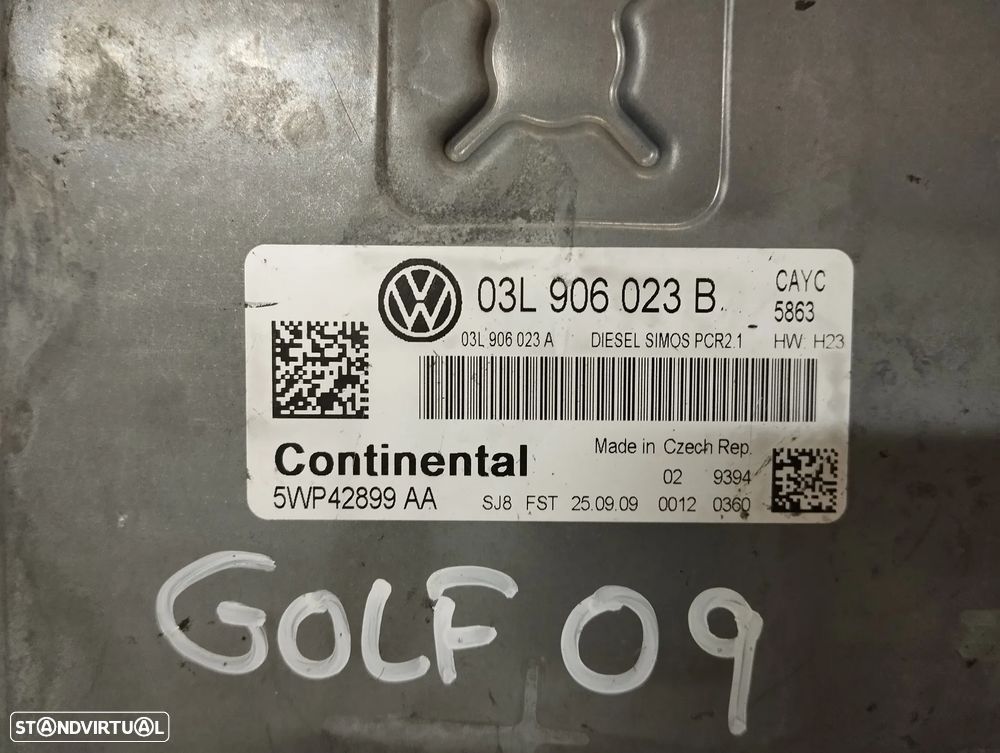 03L 906 023 B
CAYC
5863
03L 906 023 A DIESEL SIMOS PCR2.1 HW: H23
Continental
Made in Czech Rep.
02 9394
5WP42899 AA SJ8 FST 25.09.09 0012 0360
GOLF 09
STANDVIRTUAL